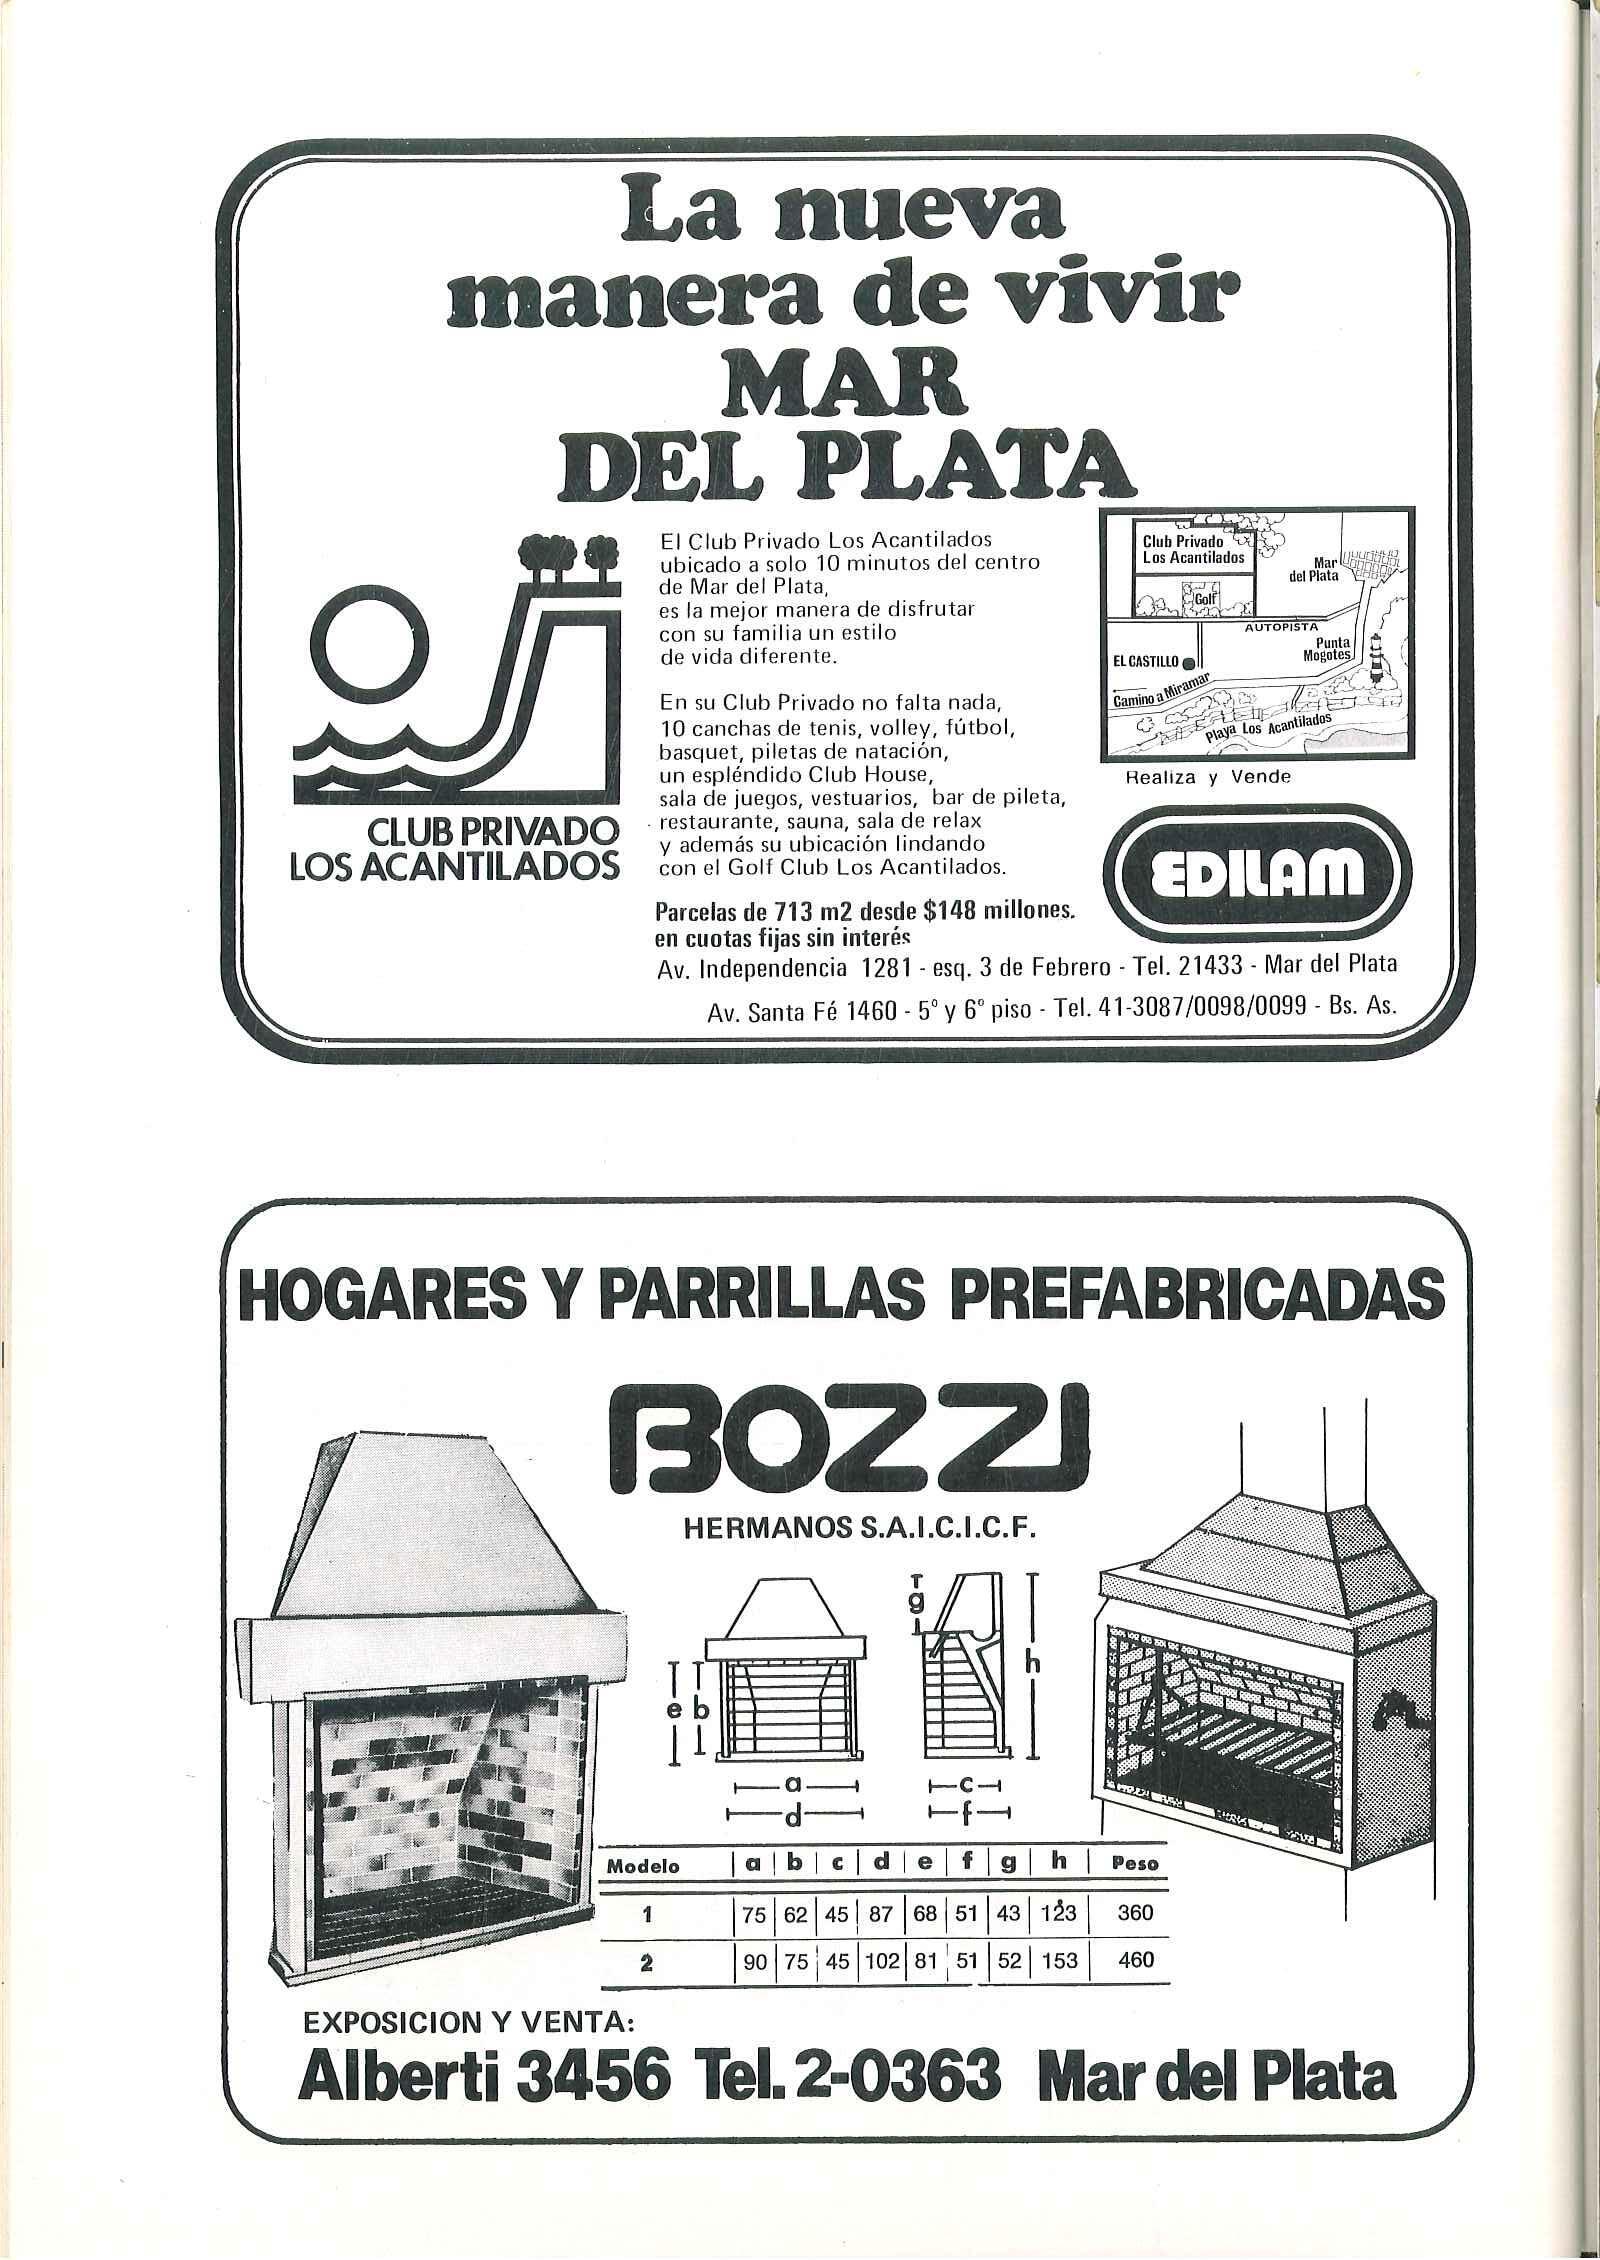 La nueva
manera de vivir
MAR
DEL PLATA
El Club Privado Los Acantilados
ubicado a solo 10 minutos del centro
de Mar del Plata,
es la mejor manera de disfrutar
con su familia un estilo
de vida diferente.
En su Club Privado no falta nada,
10 canchas de tenis, volley, fútbol,
basquet, piletas de natación,
un espléndido Club House,
sala de juegos, vestuarios, bar de pileta,
restaurante, sauna, sala de relax
y además su ubicación lindando
con el Golf Club Los Acantilados.
CLUB PRIVADO
LOS ACANTILADOS
Club Privado
Los Acantilados
Mar
del Plata
Golf
AUTOPISTA
Punta
Mogotes
EL CASTILLO
Camino a Miramar
Playa Los Acantilados
Realiza y Vende
EDILAM
Parcelas de 713 m2 desde $148 millones.
en cuotas fijas sin interés
Av. Independencia 1281 - esq. 3 de Febrero - Tel. 21433 - Mar del Plata
Av. Santa Fé 1460 - 5º y 6º piso - Tel. 41-3087/0098/0099 - Bs. As.
HOGARES Y PARRILLAS PREFABRICADAS
BOZZI
HERMANOS S.A.I.C.I.C.F.
g
h
e b
a
d
c
f
Modelo a b c d e f g h Peso
1 75 62 45 87 68 51 43 123 360
2 90 75 45 102 81 51 52 153 460
EXPOSICION Y VENTA:
Alberti 3456 Tel. 2-0363 Mar del Plata